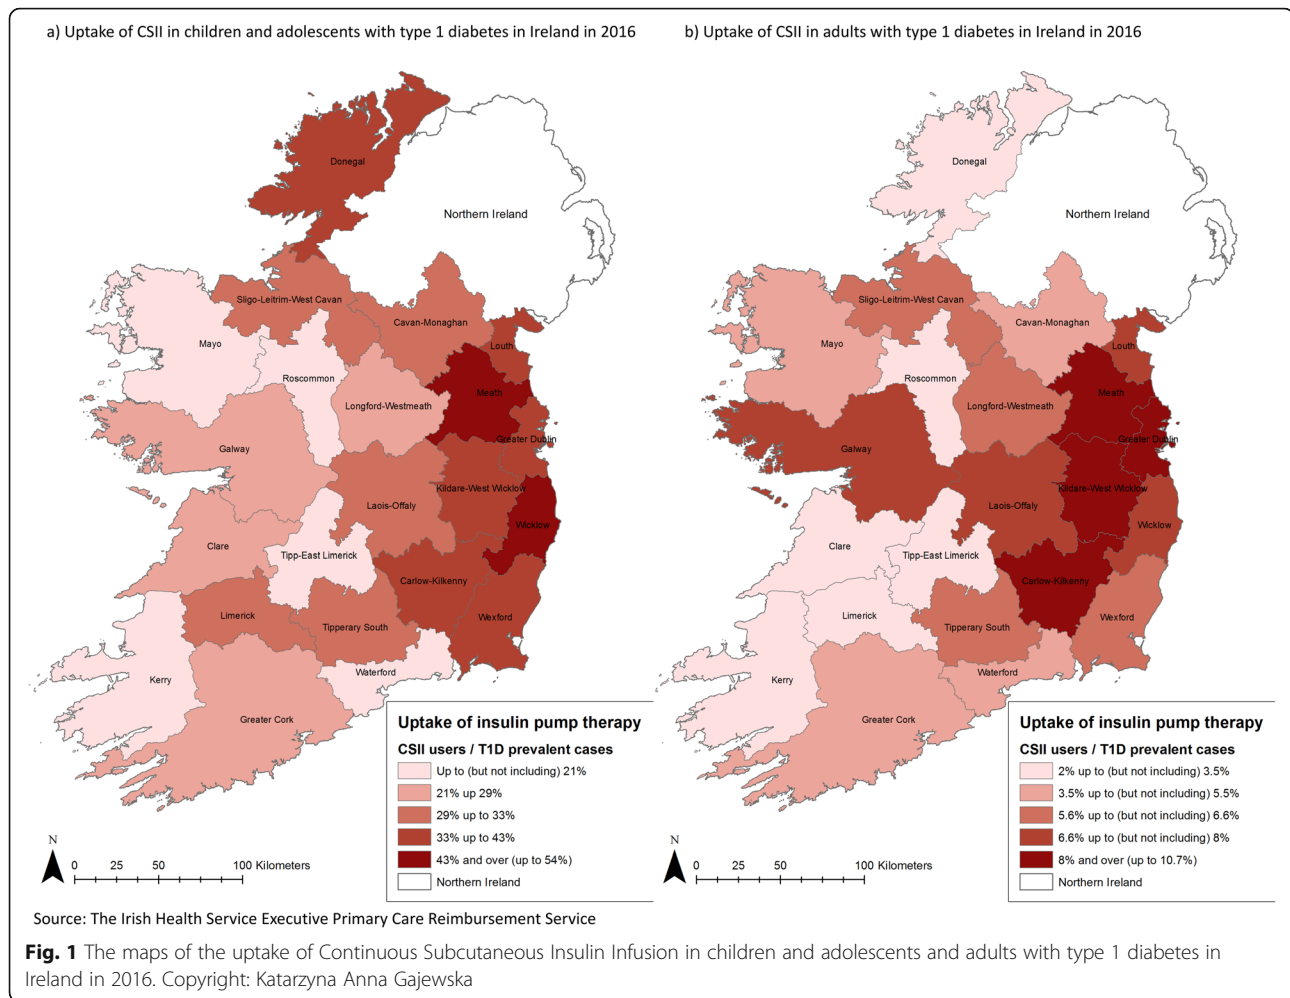 a) Uptake of CSII in children and adolescents with type 1 diabetes in Ireland in 2016
Donegal
Northern Ireland
Sligo-Leitrim-West Cavan
Cavan-Monaghan
Mayo
Louth
Roscommon
Meath
Longford-Westmeath
Greater Dublin
Galway
Kildare-West Wicklow
Laois-Offaly
Wicklow
Clare
Tipp-East Limerick
Carlow-Kilkenny
Limerick
Wexford
Tipperary South
Waterford
Kerry
Greater Cork
Uptake of insulin pump therapy
CSII users / T1D prevalent cases
Up to (but not including) 21%
21% up 29%
29% up to 33%
33% up to 43%
43% and over (up to 54%)
Northern Ireland
N
0 25 50 100 Kilometers
b) Uptake of CSII in adults with type 1 diabetes in Ireland in 2016
Donegal
Northern Ireland
Sligo-Leitrim-West Cavan
Cavan-Monaghan
Mayo
Louth
Roscommon
Meath
Longford-Westmeath
Greater Dublin
Galway
Kildare-West Wicklow
Laois-Offaly
Wicklow
Clare
Tipp-East Limerick
Carlow-Kilkenny
Limerick
Wexford
Tipperary South
Waterford
Kerry
Greater Cork
Uptake of insulin pump therapy
CSII users / T1D prevalent cases
2% up to (but not including) 3.5%
3.5% up to (but not including) 5.5%
5.6% up to (but not including) 6.6%
6.6% up to (but not including) 8%
8% and over (up to 10.7%)
Northern Ireland
N
0 25 50 100 Kilometers
Source: The Irish Health Service Executive Primary Care Reimbursement Service
Fig. 1 The maps of the uptake of Continuous Subcutaneous Insulin Infusion in children and adolescents and adults with type 1 diabetes in
Ireland in 2016. Copyright: Katarzyna Anna Gajewska